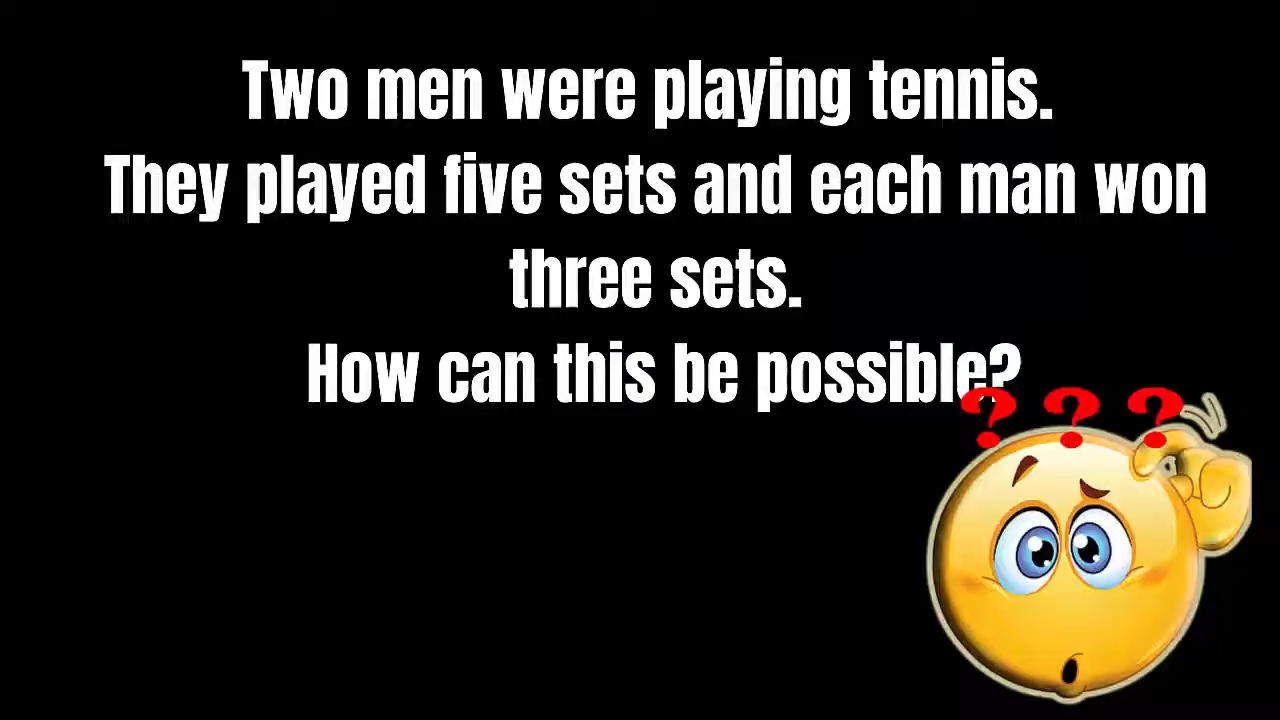 Two men were playing tennis.
They played five sets and each man won
three sets.
How can this be possible?
? ? ?